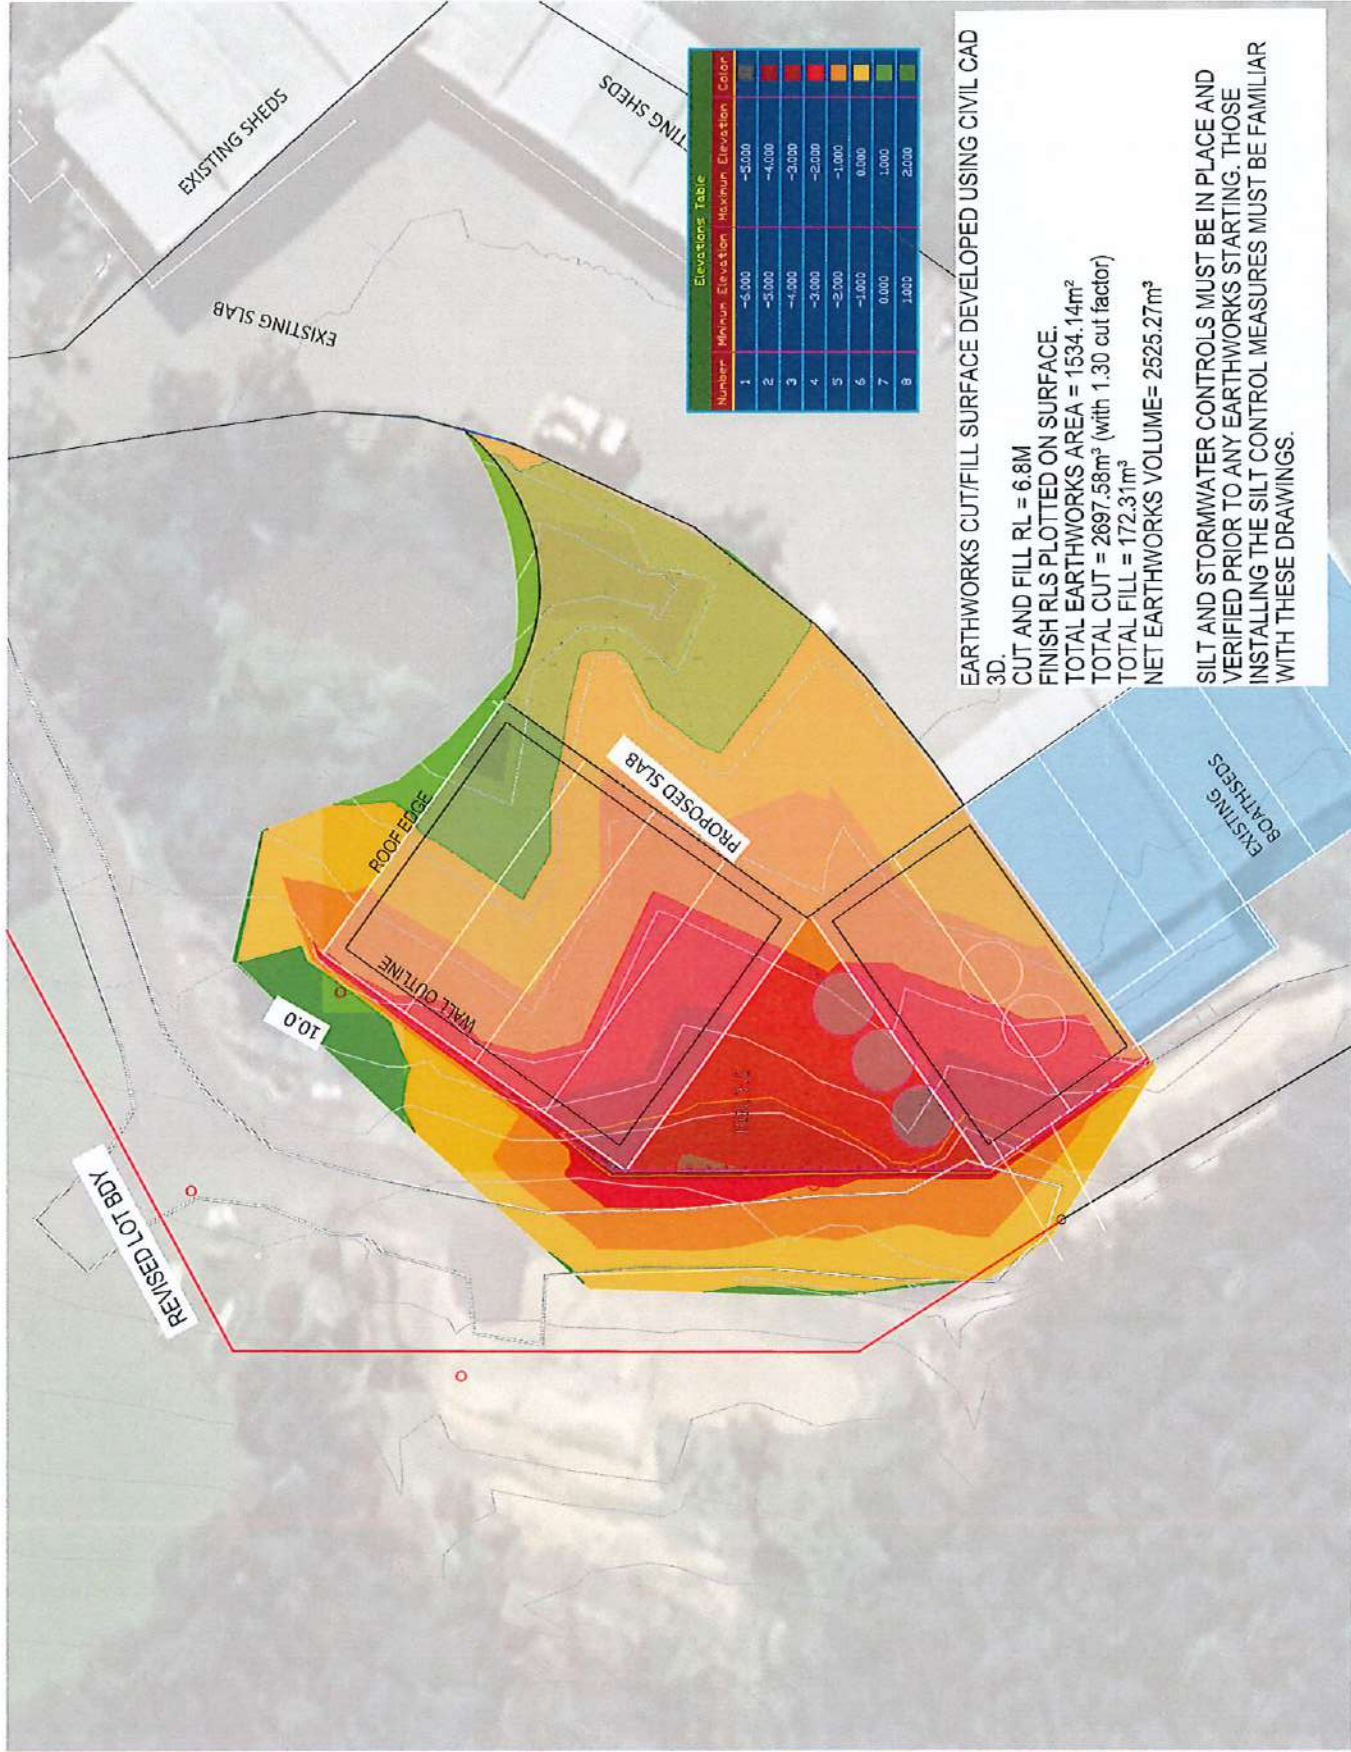 EXISTING SHEDS
TING SHEDS
EXISTING SLAB
Elevations Table
Number Minimum Elevation Maximum Elevation Color
1 -6.000 -5.000
2 -5.000 -4.000
3 -4.000 -3.000
4 -3.000 -2.000
5 -2.000 -1.000
6 -1.000 0.000
7 0.000 1.000
8 1.000 2.000
ROOF EDGE
WALL OUTLINE
PROPOSED SLAB
10.0
REVISED LOT BDY
EXISTING
BOATHSEDS
EARTHWORKS CUT/FILL SURFACE DEVELOPED USING CIVIL CAD
3D.
CUT AND FILL RL = 6.8M
FINISH RLS PLOTTED ON SURFACE.
TOTAL EARTHWORKS AREA = 1534.14m²
TOTAL CUT = 2697.58m³ (with 1.30 cut factor)
TOTAL FILL = 172.31m³
NET EARTHWORKS VOLUME= 2525.27m³
SILT AND STORMWATER CONTROLS MUST BE IN PLACE AND
VERIFIED PRIOR TO ANY EARTHWORKS STARTING. THOSE
INSTALLING THE SILT CONTROL MEASURES MUST BE FAMILIAR
WITH THESE DRAWINGS.